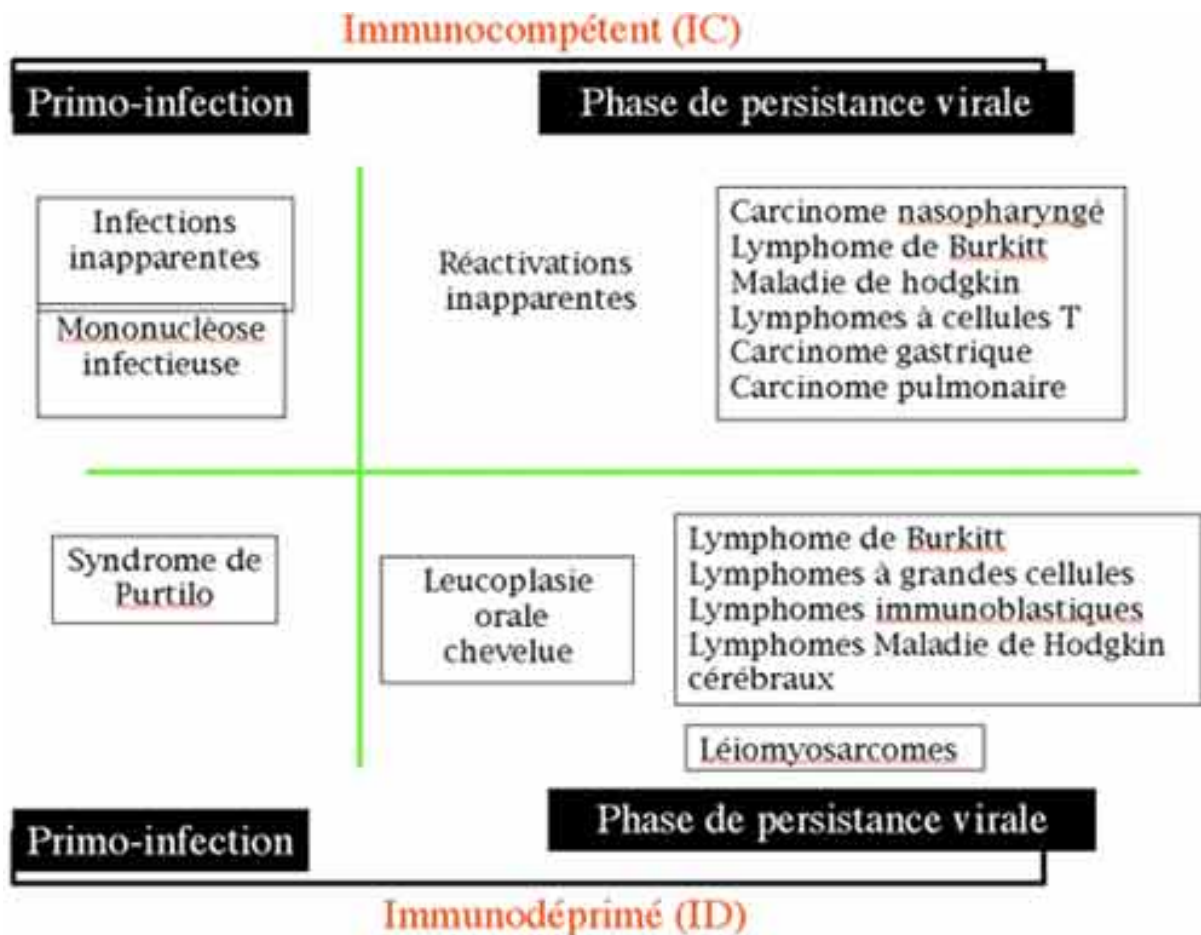 Immunocompétent (IC)
Primo-infection
Phase de persistance virale
Infections
inapparentes
Mononuclèose
infectieuse
Réactivations
inapparentes
Carcinome nasopharyngé
Lymphome de Burkitt
Maladie de hodgkin
Lymphomes à cellules T
Carcinome gastrique
Carcinome pulmonaire
Syndrome de
Purtilo
Leucoplasie
orale
chevelue
Lymphome de Burkitt
Lymphomes à grandes cellules
Lymphomes immunoblastiques
Lymphomes Maladie de Hodgkin
cérébraux
Léiomyosarcomes
Primo-infection
Phase de persistance virale
Immunodéprimé (ID)